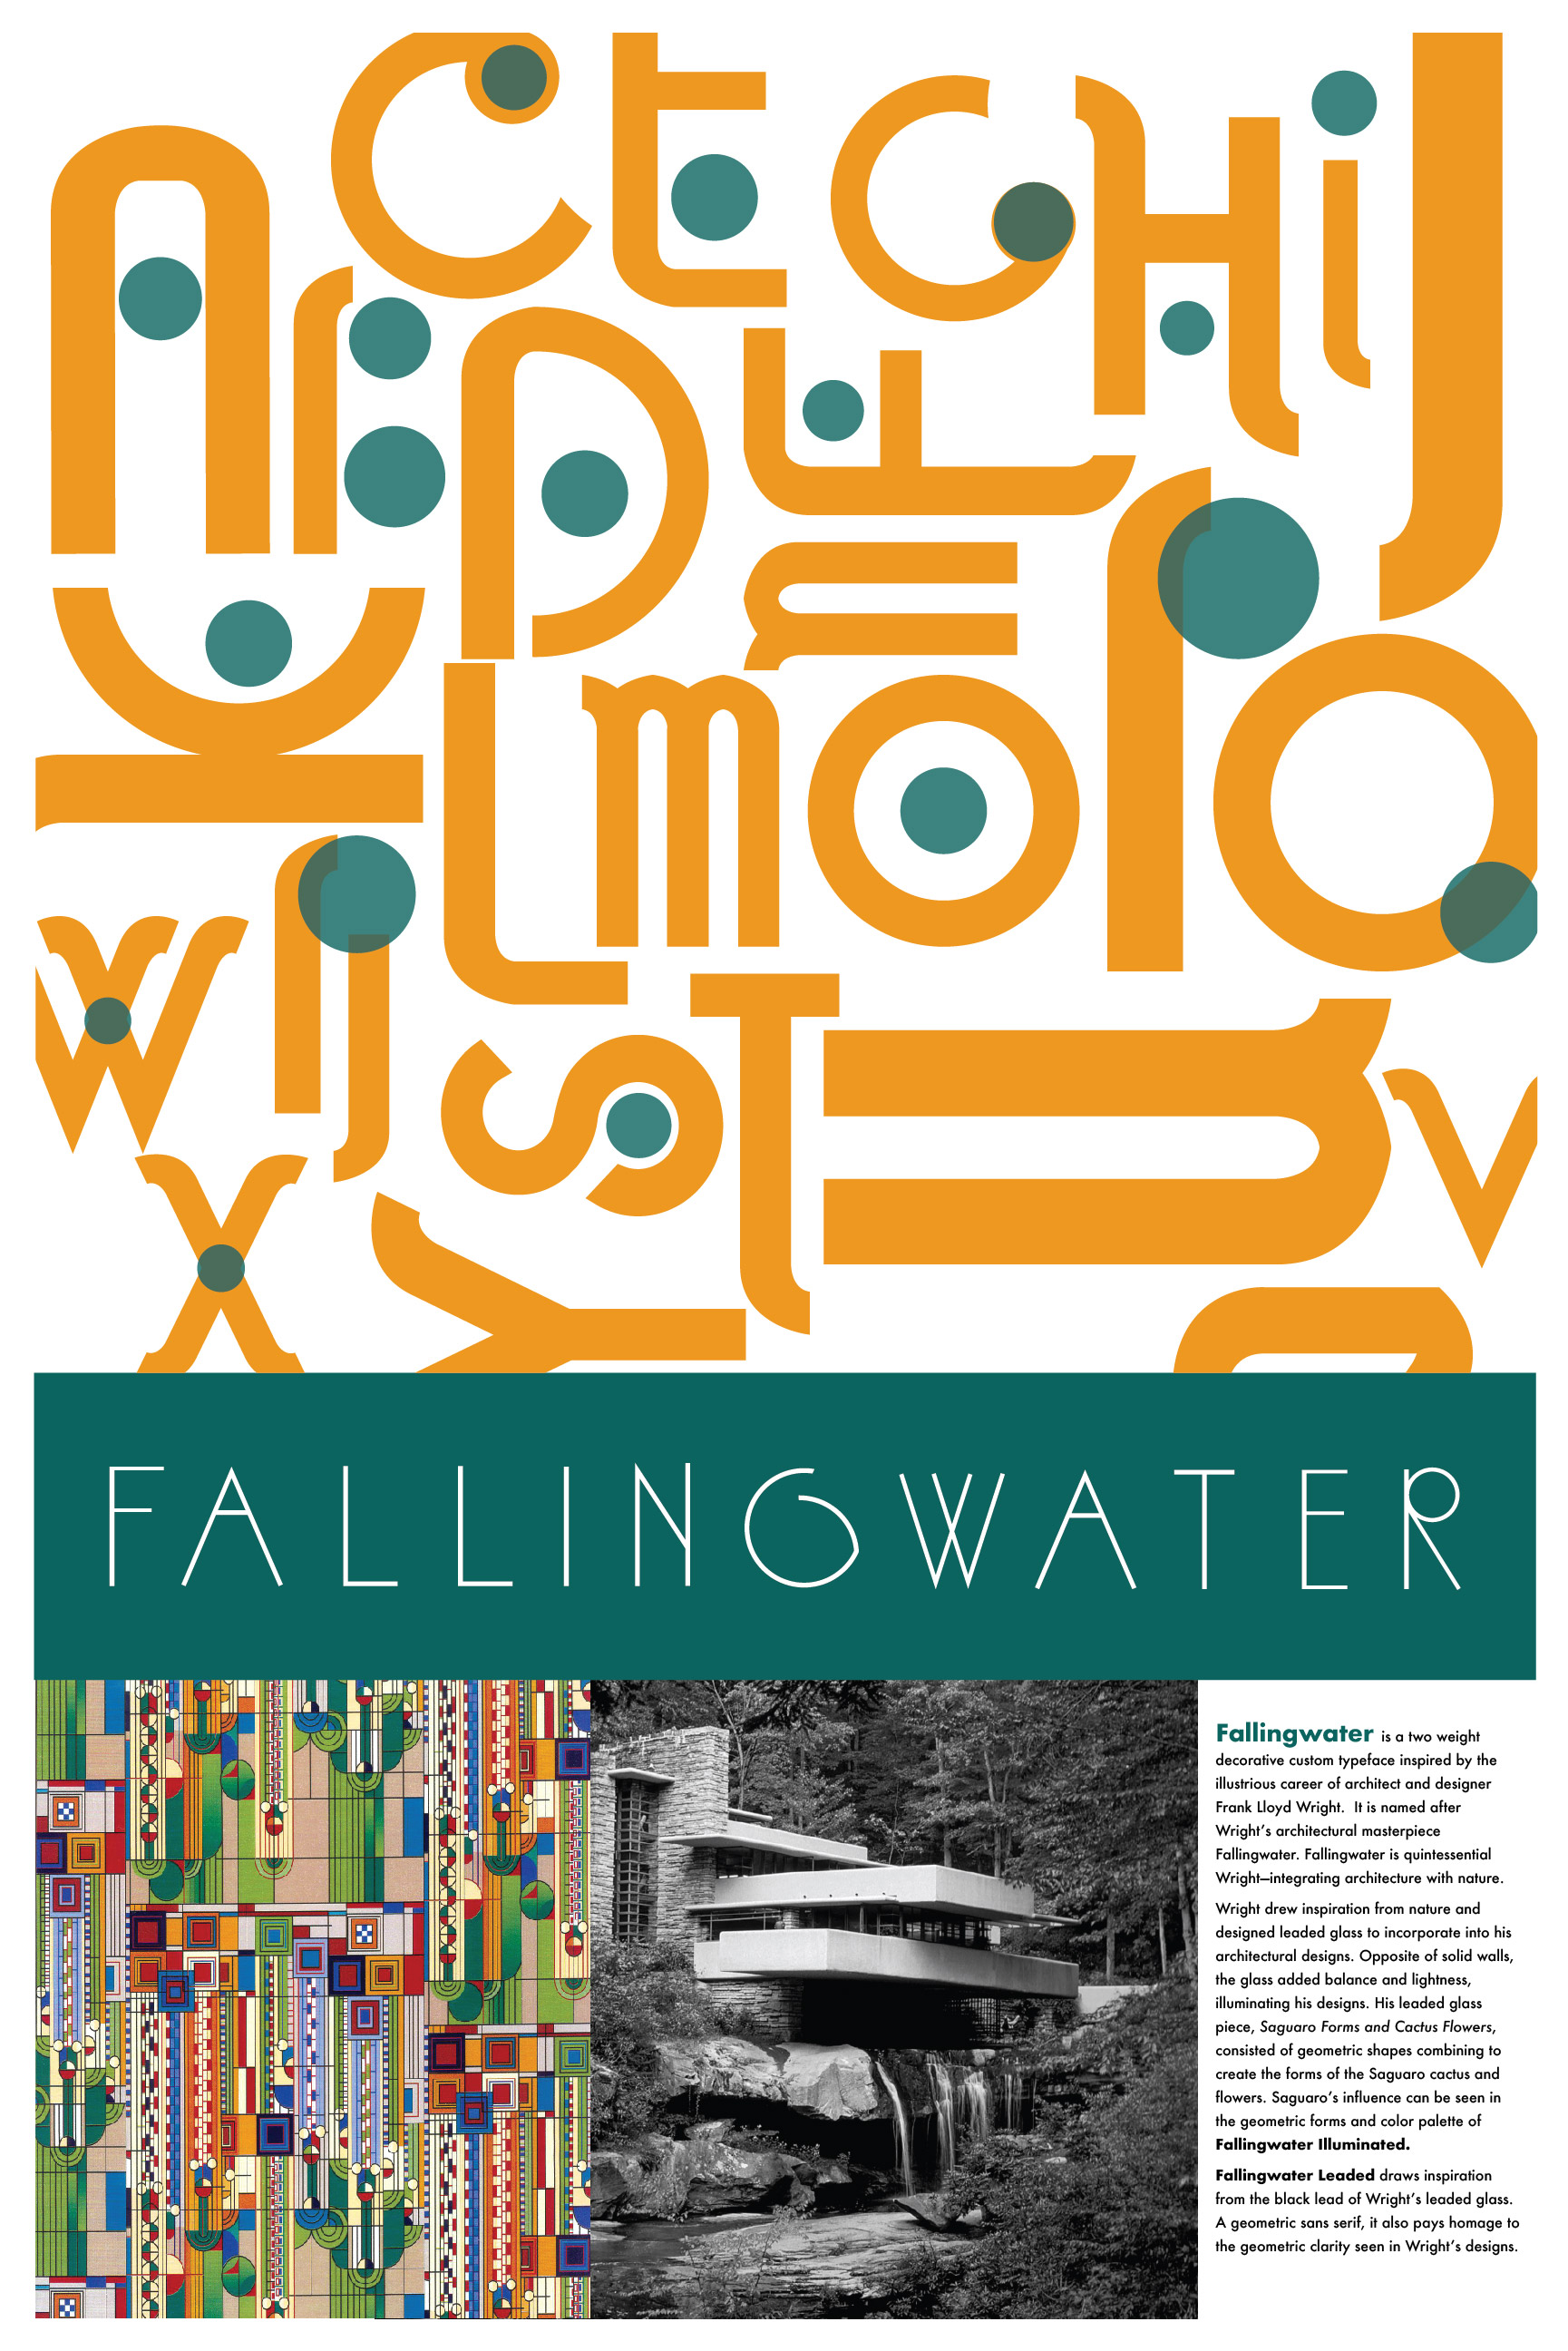 A C E G H i J
B D F
K n P
L m O Q
W R S T U V
X Y Z
FALLINGWATER
Fallingwater is a two weight
decorative custom typeface inspired by the
illustrious career of architect and designer
Frank Lloyd Wright.  It is named after
Wright’s architectural masterpiece
Fallingwater. Fallingwater is quintessential
Wright—integrating architecture with nature.
Wright drew inspiration from nature and
designed leaded glass to incorporate into his
architectural designs. Opposite of solid walls,
the glass added balance and lightness,
illuminating his designs. His leaded glass
piece, Saguaro Forms and Cactus Flowers,
consisted of geometric shapes combining to
create the forms of the Saguaro cactus and
flowers. Saguaro’s influence can be seen in
the geometric forms and color palette of
Fallingwater Illuminated.
Fallingwater Leaded draws inspiration
from the black lead of Wright’s leaded glass.
A geometric sans serif, it also pays homage to
the geometric clarity seen in Wright’s designs.